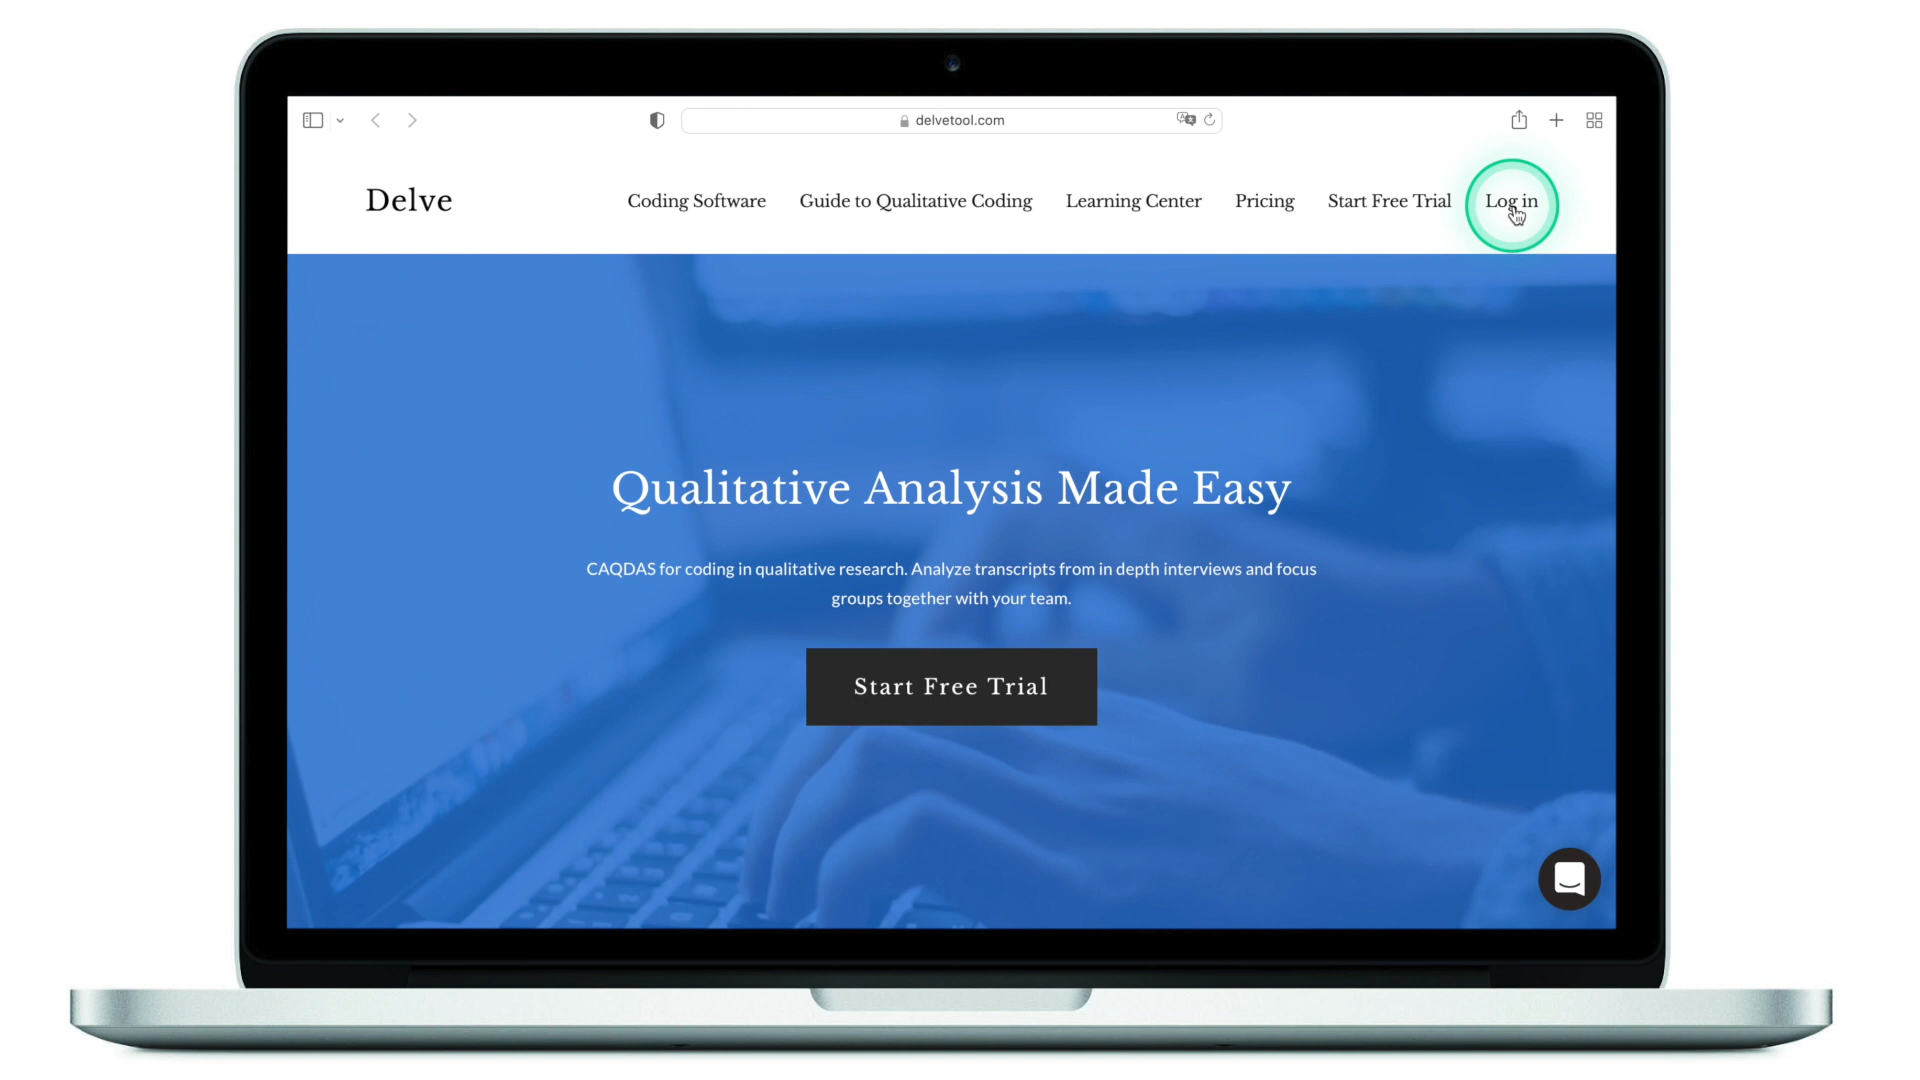 delvetool.com
Delve
Coding Software
Guide to Qualitative Coding
Learning Center
Pricing
Start Free Trial
Log in
Qualitative Analysis Made Easy
CAQDAS for coding in qualitative research. Analyze transcripts from in depth interviews and focus
groups together with your team.
Start Free Trial